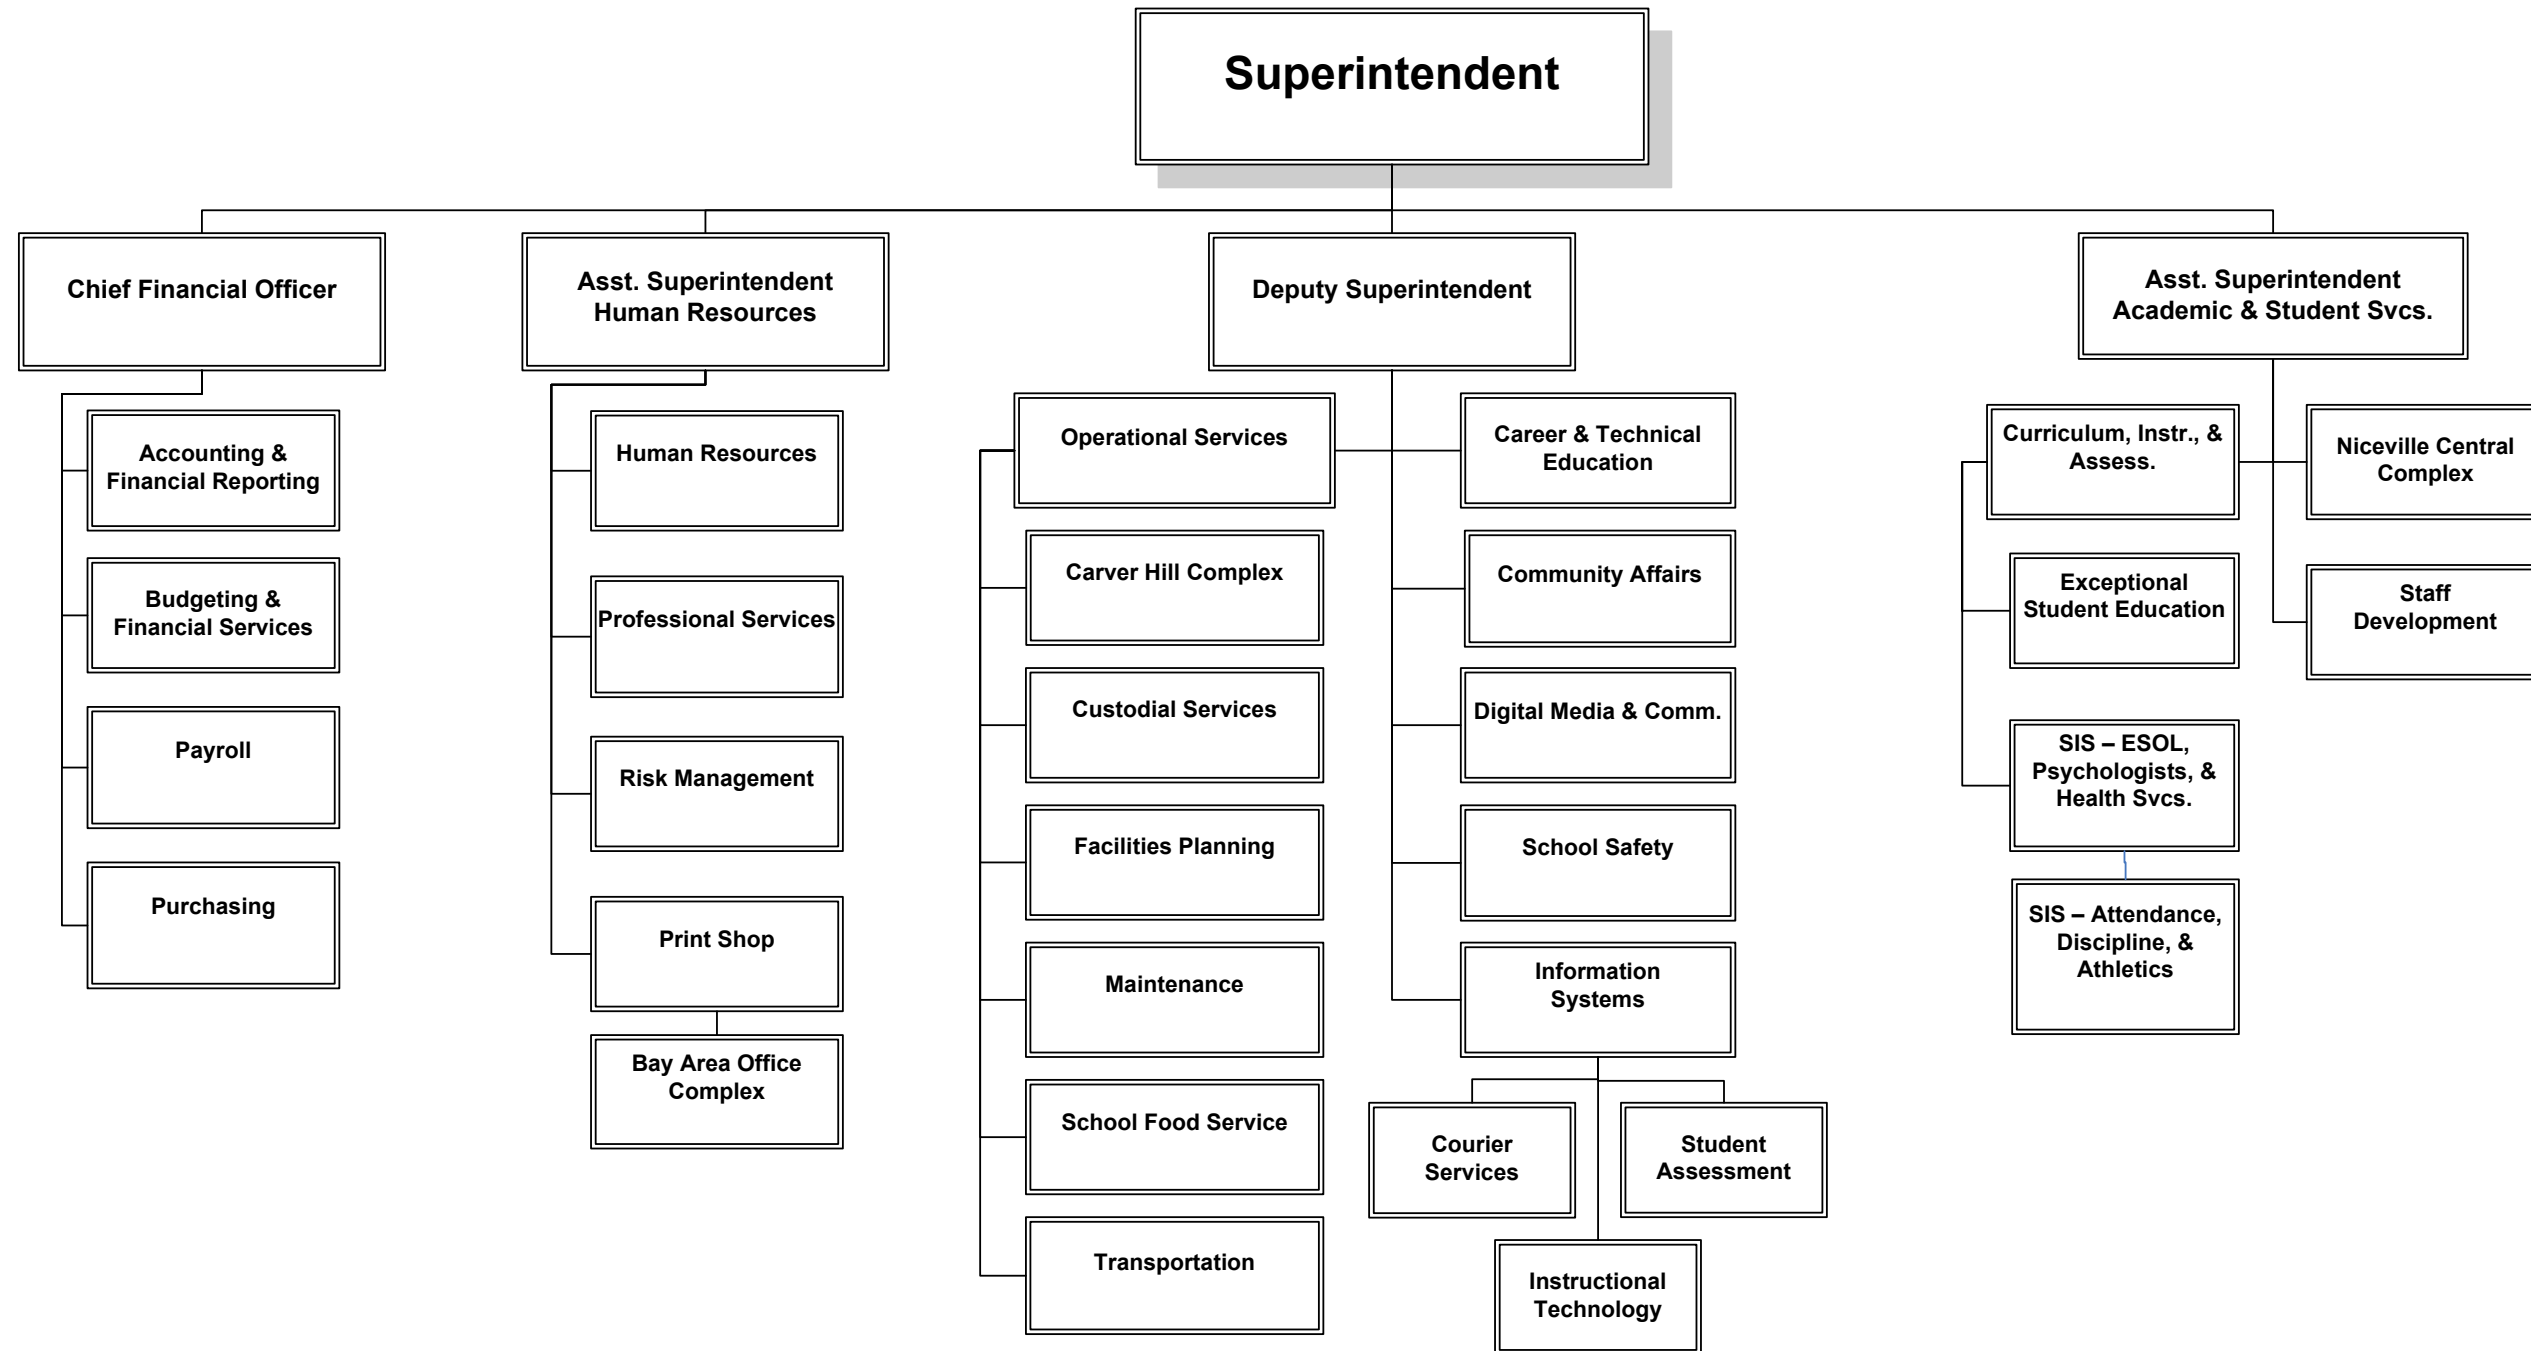 Superintendent
Chief Financial Officer
Asst. Superintendent
Human Resources
Deputy Superintendent
Asst. Superintendent
Academic & Student Svcs.
Accounting &
Financial Reporting
Budgeting &
Financial Services
Payroll
Purchasing
Human Resources
Professional Services
Risk Management
Print Shop
Bay Area Office
Complex
Operational Services
Carver Hill Complex
Custodial Services
Facilities Planning
Maintenance
School Food Service
Transportation
Career & Technical
Education
Community Affairs
Digital Media & Comm.
School Safety
Information
Systems
Courier
Services
Student
Assessment
Instructional
Technology
Curriculum, Instr., &
Assess.
Exceptional
Student Education
SIS – ESOL,
Psychologists, &
Health Svcs.
SIS – Attendance,
Discipline, &
Athletics
Niceville Central
Complex
Staff
Development